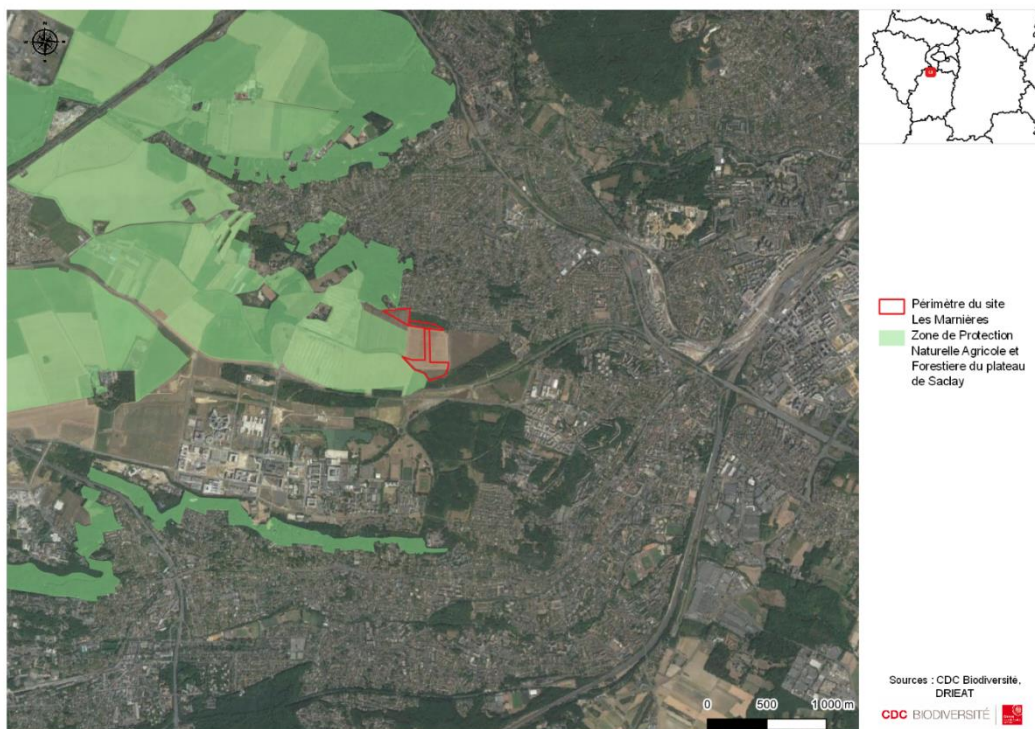 N
Périmètre du site
Les Marnières
Zone de Protection
Naturelle Agricole et
Forestiere du plateau
de Saclay
0 500 1 000 m
Sources : CDC Biodiversité,
DRIEAT
CDC BIODIVERSITÉ